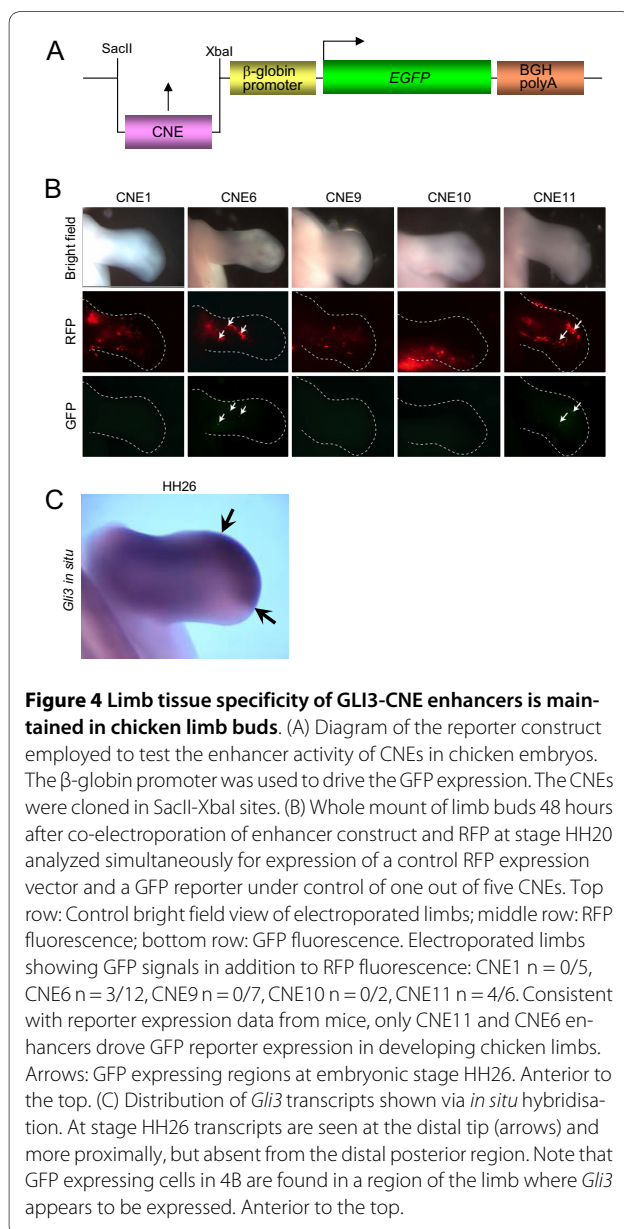 A
SacII
XbaI
β-globin
promoter
EGFP
BGH
polyA
CNE
B
CNE1 CNE6 CNE9 CNE10 CNE11
Bright field
RFP
GFP
C
HH26
Gli3 in situ
Figure 4 Limb tissue specificity of GLI3-CNE enhancers is main-
tained in chicken limb buds. (A) Diagram of the reporter construct
employed to test the enhancer activity of CNEs in chicken embryos.
The β-globin promoter was used to drive the GFP expression. The CNEs
were cloned in SacII-XbaI sites. (B) Whole mount of limb buds 48 hours
after co-electroporation of enhancer construct and RFP at stage HH20
analyzed simultaneously for expression of a control RFP expression
vector and a GFP reporter under control of one out of five CNEs. Top
row: Control bright field view of electroporated limbs; middle row: RFP
fluorescence; bottom row: GFP fluorescence. Electroporated limbs
showing GFP signals in addition to RFP fluorescence: CNE1 n = 0/5,
CNE6 n = 3/12, CNE9 n = 0/7, CNE10 n = 0/2, CNE11 n = 4/6. Consistent
with reporter expression data from mice, only CNE11 and CNE6 en-
hancers drove GFP reporter expression in developing chicken limbs.
Arrows: GFP expressing regions at embryonic stage HH26. Anterior to
the top. (C) Distribution of Gli3 transcripts shown via in situ hybridisa-
tion. At stage HH26 transcripts are seen at the distal tip (arrows) and
more proximally, but absent from the distal posterior region. Note that
GFP expressing cells in 4B are found in a region of the limb where Gli3
appears to be expressed. Anterior to the top.